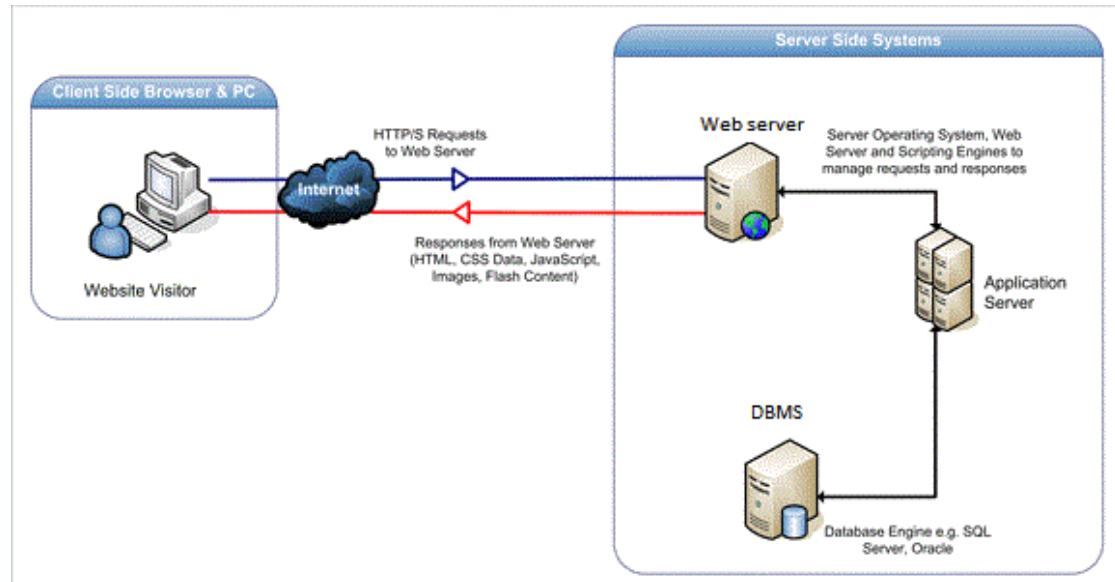 Server Side Systems
Client Side Browser & PC
HTTP/S Requests
to Web Server
Internet
Responses from Web Server
(HTML, CSS Data, JavaScript,
Images, Flash Content)
Website Visitor
Web server
Server Operating System, Web
Server and Scripting Engines to
manage requests and responses
Application
Server
DBMS
Database Engine e.g. SQL
Server, Oracle